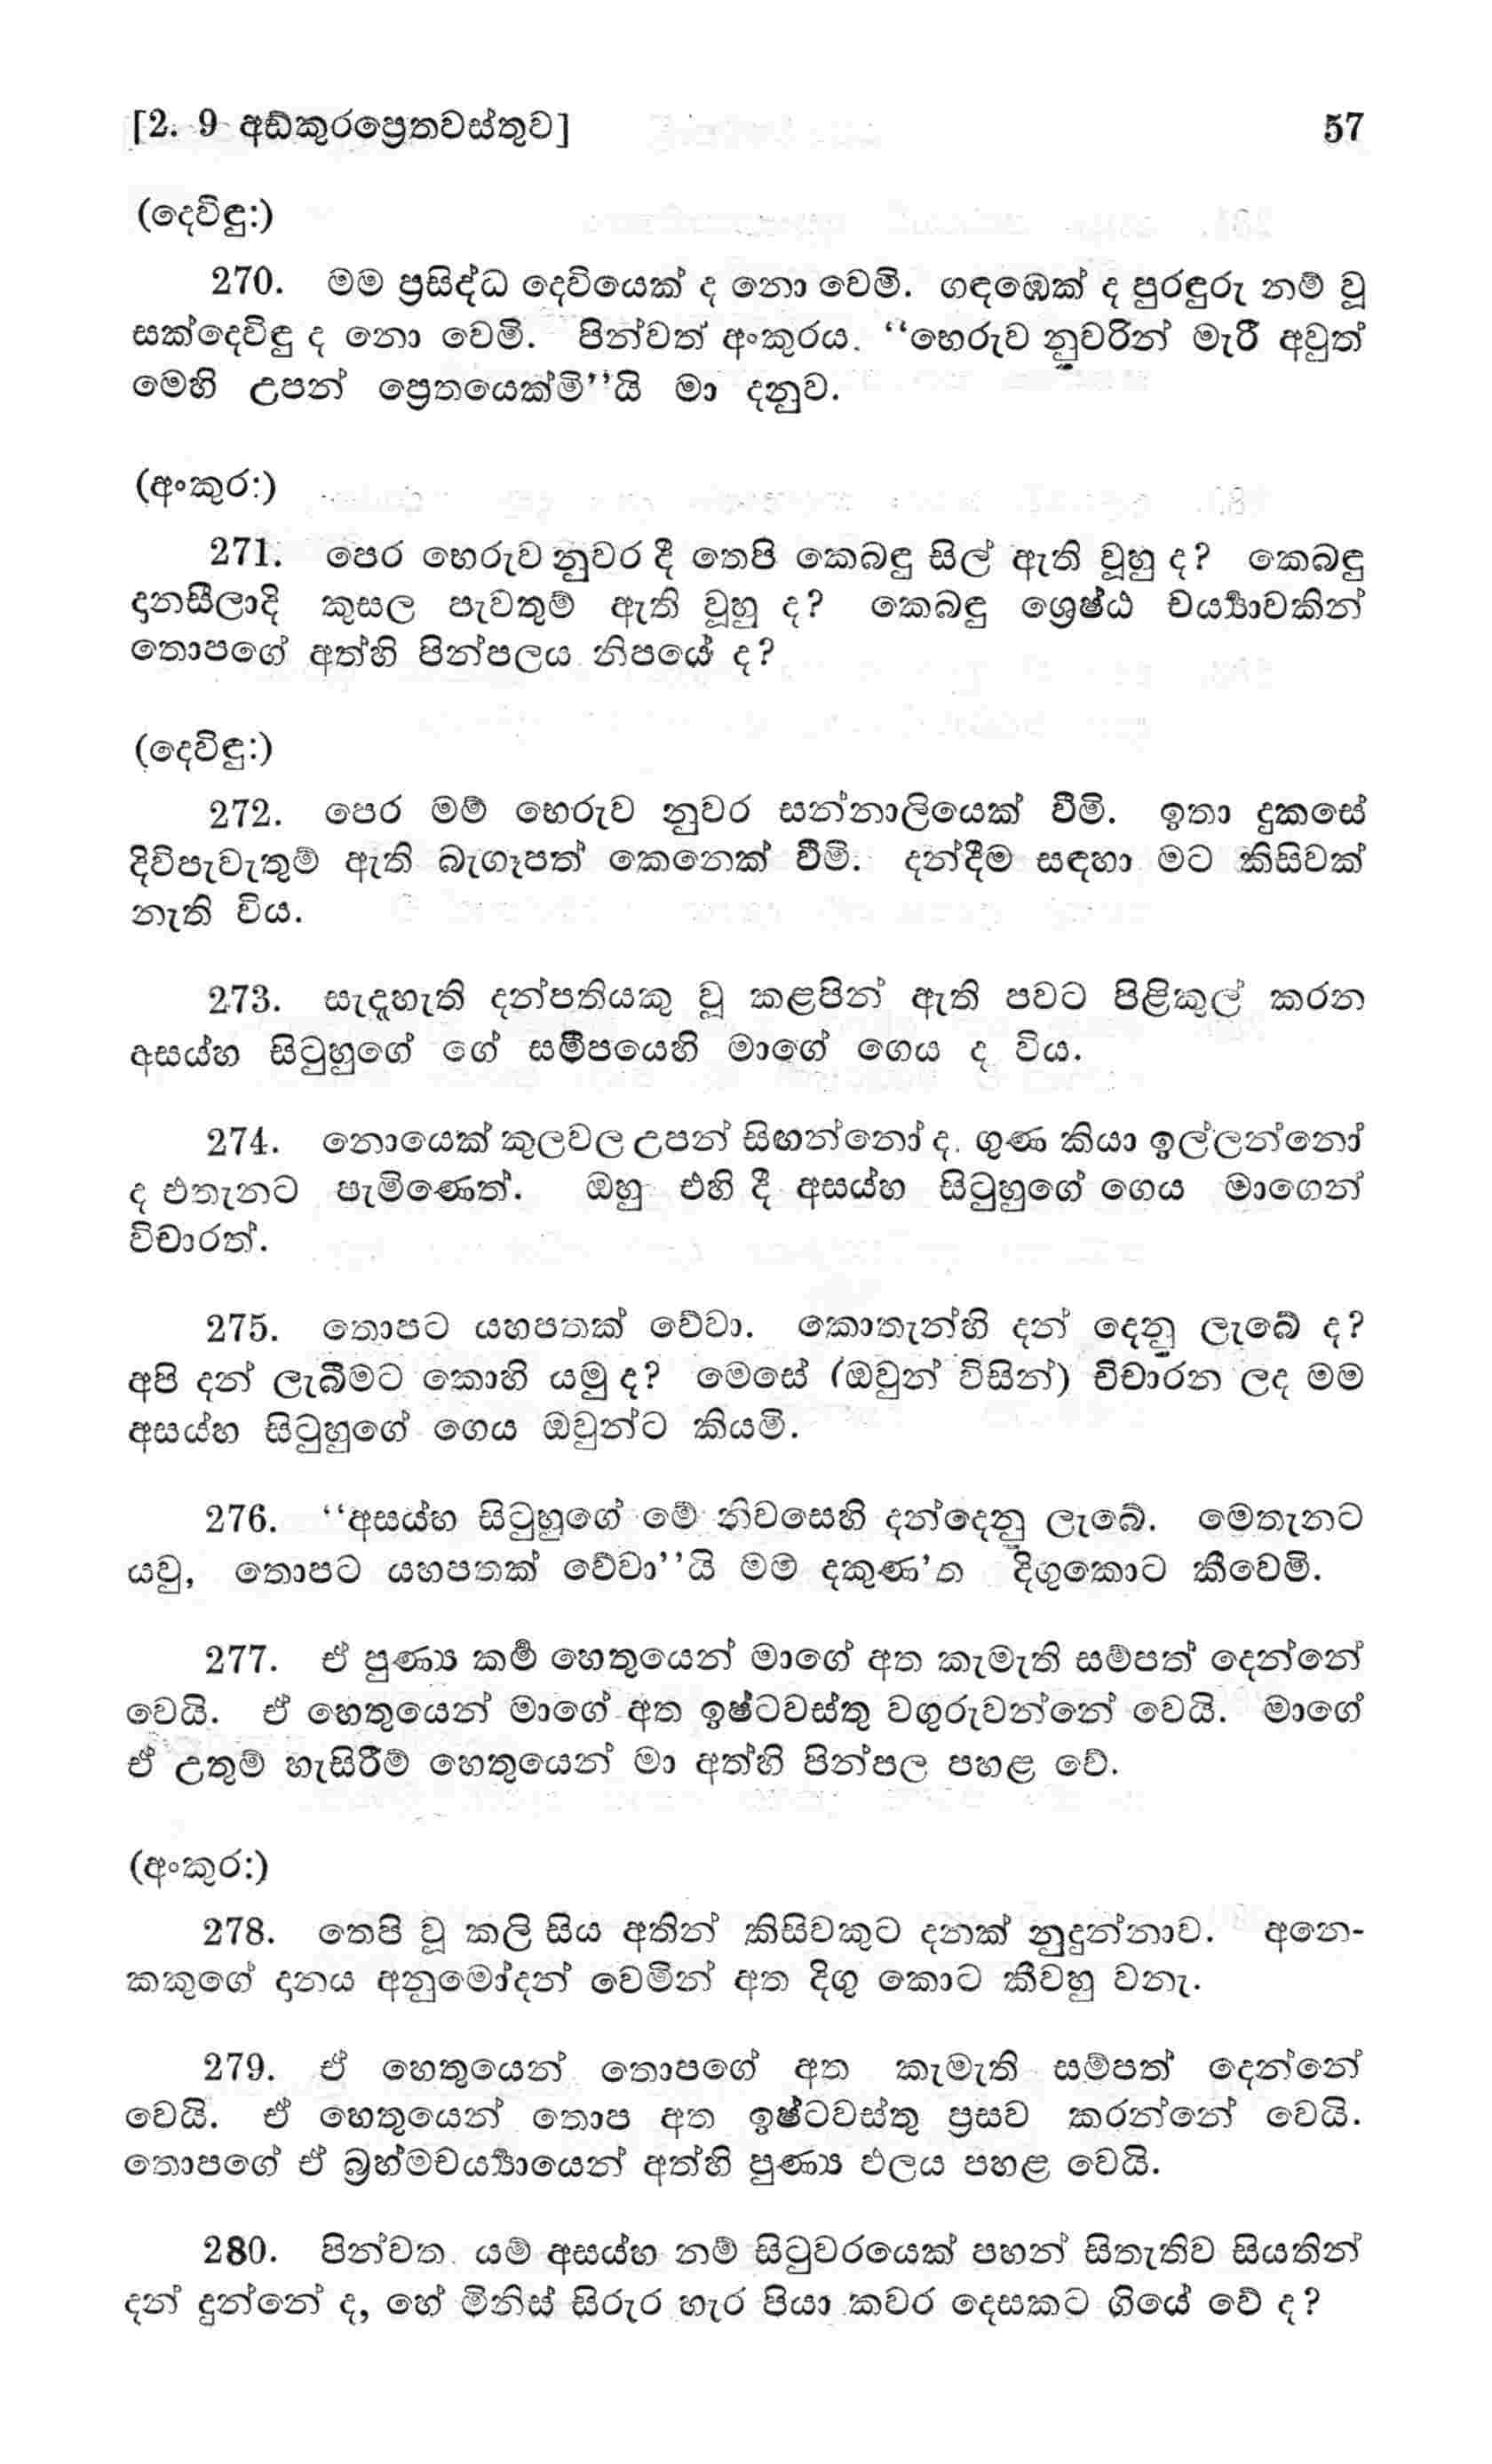 [2. 9 අඞ්කුරප්‍රෙතවස්තුව] 57
(දෙවිඳු:)
270. මම ප්‍රසිද්ධ දෙවියෙක් ද නො වෙමි. ගඳඹෙක් ද පුරඳුරු නම් වූ
සක්දෙවිඳු ද නො වෙමි. පින්වත් අංකුරය. “භෙරුව නුවරින් මැරී අවුත්
මෙහි උපන් ප්‍රෙතයෙක්මි”යි මා දනුව.
(අංකුර:)
271. පෙර භෙරුව නුවර දී තෙපි කෙබඳු සිල් ඇති වූහු ද? කෙබඳු
දානසීලාදි කුසල පැවතුම් ඇති වූහු ද? කෙබඳු ශ්‍රෙෂ්ඨ චර්‍ය්‍යාවකින්
තොපගේ අත්හි පින්පලය නිපයේ ද?
(දෙවිඳු:)
272. පෙර මම් භෙරුව නුවර සන්නාලියෙක් වීමි. ඉතා දුකසේ
දිවිපැවැතුම් ඇති බැගෑපත් කෙනෙක් වීමි. දන්දීම සඳහා මට කිසිවක්
නැති විය.
273. සැදැහැති දන්පතියකු වූ කළපින් ඇති පවට පිළිකුල් කරන
අසය්හ සිටුහුගේ ගේ සමීපයෙහි මාගේ ගෙය ද විය.
274. නොයෙක් කුලවල උපන් සිඟන්නෝ ද, ගුණ කියා ඉල්ලන්නෝ
ද එතැනට පැමිණෙත්. ඔහු එහි දී අසය්හ සිටුහුගේ ගෙය මාගෙන්
විචාරත්.
275. තොපට යහපතක් වේවා. කොතැන්හි දන් දෙනු ලැබේ ද?
අපි දන් ලැබීමට කොහි යමු ද? මෙසේ (ඔවුන් විසින්) විචාරන ලද මම
අසය්හ සිටුහුගේ ගෙය ඔවුන්ට කියමි.
276. “අසය්හ සිටුහුගේ මේ නිවසෙහි දන්දෙනු ලැබේ. මෙතැනට
යවු, තොපට යහපතක් වේවා”යි මම දකුණ’ත දිගුකොට කීවෙමි.
277. ඒ පුණ්‍ය කර්‍ම හෙතුයෙන් මාගේ අත කැමැති සම්පත් දෙන්නේ
වෙයි. ඒ හෙතුයෙන් මාගේ අත ඉෂ්ටවස්තු වගුරුවන්නේ වෙයි. මාගේ
ඒ උතුම් හැසිරීම් හෙතුයෙන් මා අත්හි පින්පල පහළ වේ.
(අංකුර:)
278. තෙපි වූ කලි සිය අතින් කිසිවකුට දනක් නුදුන්නාව. අනෙ-
කකුගේ දානය අනුමෝදන් වෙමින් අත දිගු කොට කීවහු වනැ.
279. ඒ හෙතුයෙන් තොපගේ අත කැමැති සම්පත් දෙන්නේ
වෙයි. ඒ හෙතුයෙන් තොප අත ඉෂ්ටවස්තු ප්‍රසව කරන්නේ වෙයි.
තොපගේ ඒ බ්‍රහ්මචර්‍ය්‍යායෙන් අත්හි පුණ්‍ය ඵලය පහළ වෙයි.
280. පින්වත යම් අසය්හ නම් සිටුවරයෙක් පහන් සිතැතිව සියතින්
දන් දුන්නේ ද, හේ මිනිස් සිරුර හැර පියා කවර දෙසකට ගියේ වේ ද?